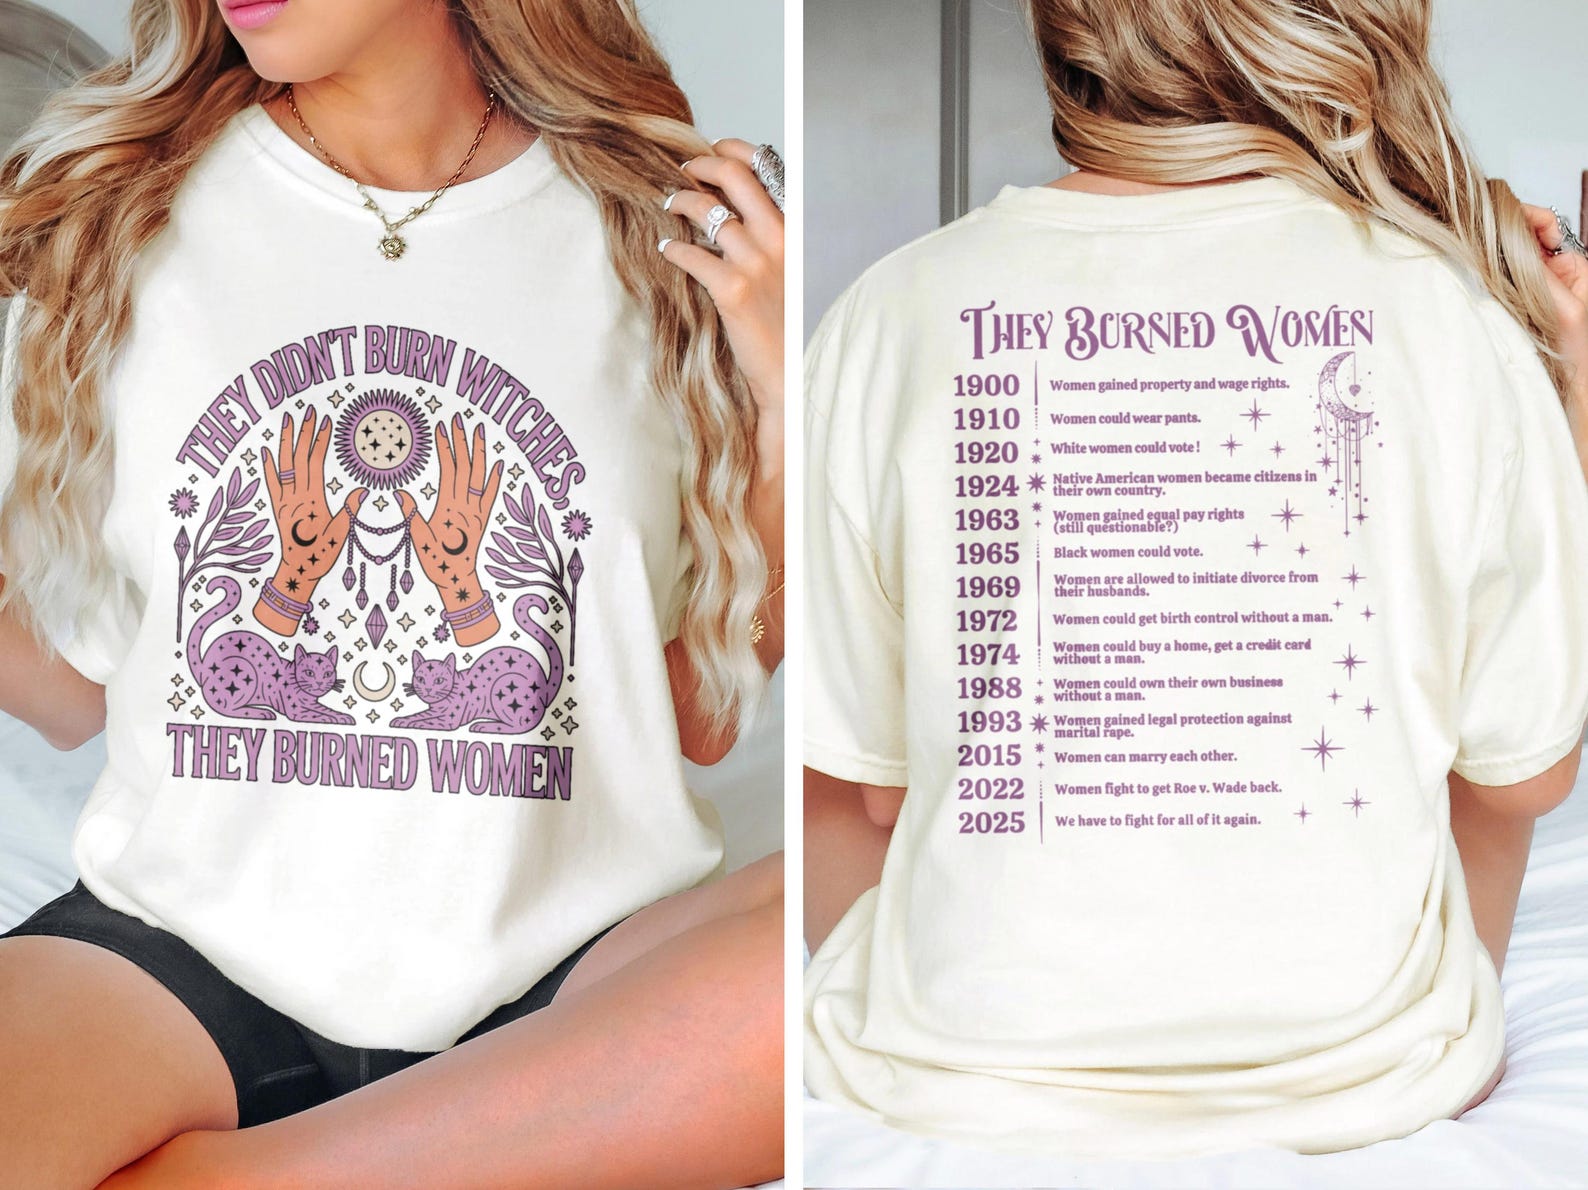 THEY DIDN'T BURN WITCHES,
THEY BURNED WOMEN
THEY BURNED WOMEN
1900 Women gained property and wage rights.
1910 Women could wear pants.
1920 White women could vote !
1924 Native American women became citizens in
their own country.
1963 Women gained equal pay rights
(still questionable?)
1965 Black women could vote.
1969 Women are allowed to initiate divorce from
their husbands.
1972 Women could get birth control without a man.
1974 Women could buy a home, get a credit card
without a man.
1988 Women could own their own business
without a man.
1993 Women gained legal protection against
marital rape.
2015 Women can marry each other.
2022 Women fight to get Roe v. Wade back.
2025 We have to fight for all of it again.